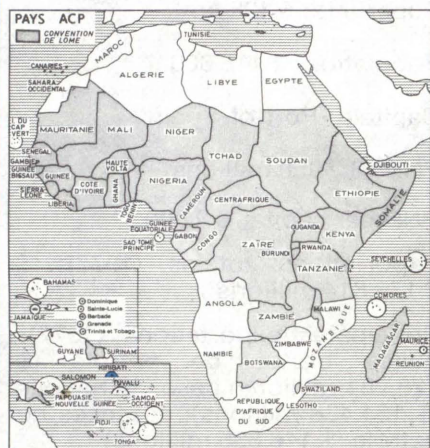 PAYS ACP
CONVENTION
DE LOME
TUNISIE
MAROC
CANARIES
ALGERIE
LIBYE
EGYPTE
SAHARA
OCCIDENTAL
I. DU
CAP
VERT
MAURITANIE
MALI
NIGER
TCHAD
SOUDAN
DJIBOUTI
SENEGAL
GAMBIE
GUINEE
BISSAU
GUINEE
HAUTE
VOLTA
SIERRA
LEONE
LIBERIA
COTE
D'IVOIRE
GHANA
TOGO
BENIN
NIGERIA
CAMEROUN
CENTRAFRIQUE
ETHIOPIE
SOMALIE
GUINEE
EQUATORIALE
SAO TOME
PRINCIPE
GABON
CONGO
ZAÏRE
OUGANDA
KENYA
RWANDA
BURUNDI
TANZANIE
SEYCHELLES
BAHAMAS
JAMAIQUE
Dominique
Sainte-Lucie
Barbade
Grenade
Trinité et Tobago
GUYANE
SURINAM
ANGOLA
ZAMBIE
MALAWI
COMORES
MOZAMBIQUE
MADAGASCAR
MAURICE
REUNION
NAMIBIE
ZIMBABWE
BOTSWANA
SWAZILAND
LESOTHO
REPUBLIQUE
D'AFRIQUE
DU SUD
KIRIBATI
SALOMON
TUVALU
PAPOUASIE
NOUVELLE GUINEE
SAMOA
OCCIDENT.
FIDJI
TONGA